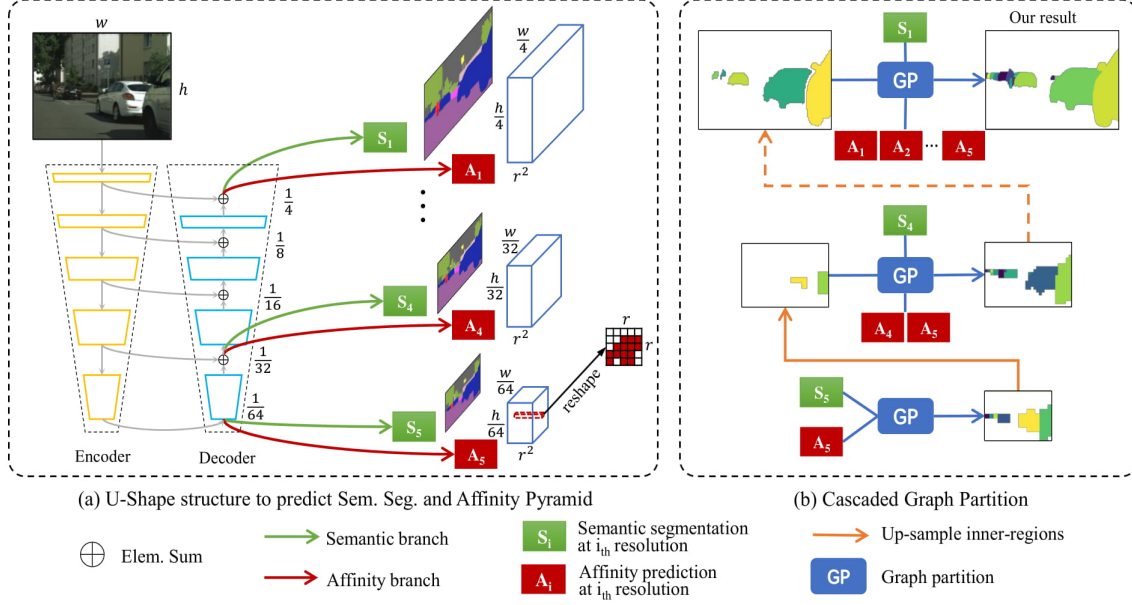 w
h
Our result
S₁
GP
A₁ A₂ ... A₅
S₁
A₁
w/4
h/4
r²
1/4
1/8
1/16
1/32
1/64
S₄
A₄
w/32
h/32
r²
S₅
A₅
w/64
h/64
r²
reshape
r
r
Encoder
Decoder
S₄
GP
A₄ A₅
S₅
GP
A₅
(a) U-Shape structure to predict Sem. Seg. and Affinity Pyramid
(b) Cascaded Graph Partition
⊕ Elem. Sum
Semantic branch
Affinity branch
Sᵢ
Semantic segmentation
at i_th resolution
Aᵢ
Affinity prediction
at i_th resolution
Up-sample inner-regions
GP
Graph partition